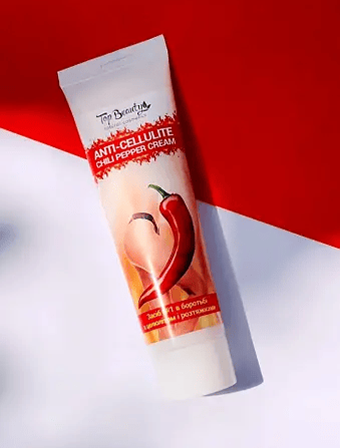 Top Beauty
ANTI-CELLULITE
CHILI PEPPER CREAM
Засіб №1 в боротьбі
з целюлітом і розтяжками